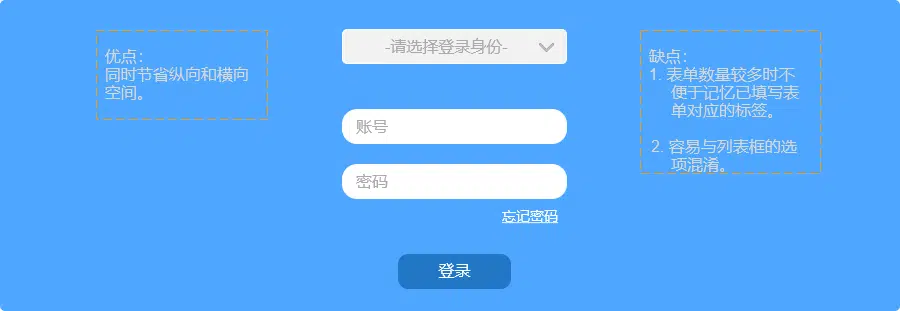 优点：
同时节省纵向和横向
空间。
-请选择登录身份-
账号
密码
忘记密码
登录
缺点：
1. 表单数量较多时不
便于记忆已填写表
单对应的标签。
2. 容易与列表框的选
项混淆。